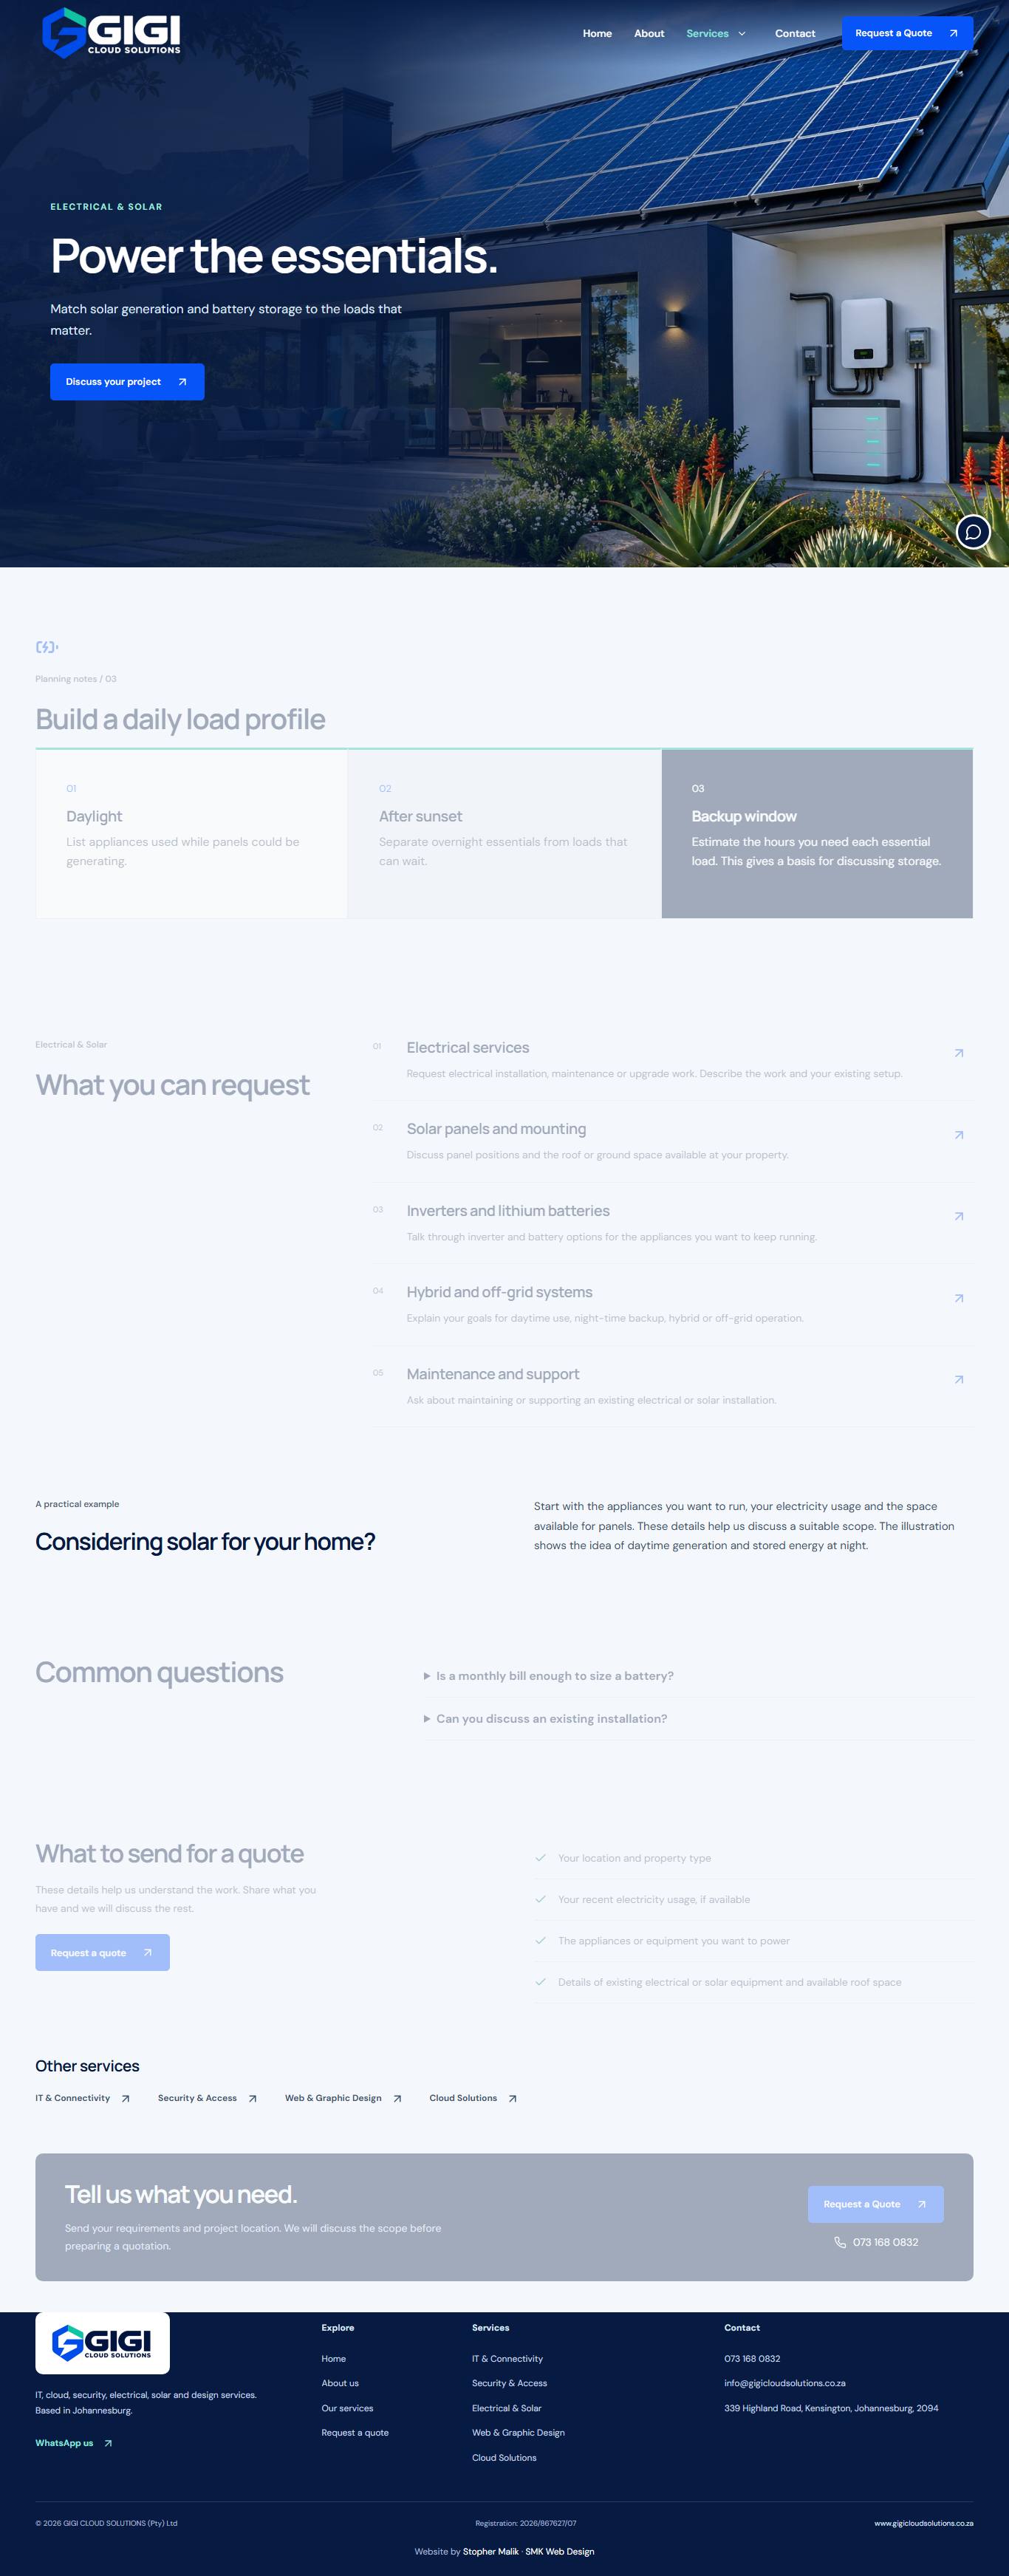 GIGI
CLOUD SOLUTIONS
Home About Services Contact Request a Quote
ELECTRICAL & SOLAR
Power the essentials.
Match solar generation and battery storage to the loads that
matter.
Discuss your project
Planning notes / 03
Build a daily load profile
01
Daylight
List appliances used while panels could be
generating.
02
After sunset
Separate overnight essentials from loads that
can wait.
03
Backup window
Estimate the hours you need each essential
load. This gives a basis for discussing storage.
Electrical & Solar
What you can request
01 Electrical services
Request electrical installation, maintenance or upgrade work. Describe the work and your existing setup.
02 Solar panels and mounting
Discuss panel positions and the roof or ground space available at your property.
03 Inverters and lithium batteries
Talk through inverter and battery options for the appliances you want to keep running.
04 Hybrid and off-grid systems
Explain your goals for daytime use, night-time backup, hybrid or off-grid operation.
05 Maintenance and support
Ask about maintaining or supporting an existing electrical or solar installation.
A practical example
Considering solar for your home?
Start with the appliances you want to run, your electricity usage and the space
available for panels. These details help us discuss a suitable scope. The illustration
shows the idea of daytime generation and stored energy at night.
Common questions
Is a monthly bill enough to size a battery?
Can you discuss an existing installation?
What to send for a quote
These details help us understand the work. Share what you
have and we will discuss the rest.
Request a quote
Your location and property type
Your recent electricity usage, if available
The appliances or equipment you want to power
Details of existing electrical or solar equipment and available roof space
Other services
IT & Connectivity Security & Access Web & Graphic Design Cloud Solutions
Tell us what you need.
Send your requirements and project location. We will discuss the scope before
preparing a quotation.
Request a Quote
073 168 0832
GIGI
CLOUD SOLUTIONS
IT, cloud, security, electrical, solar and design services.
Based in Johannesburg.
WhatsApp us
Explore
Home
About us
Our services
Request a quote
Services
IT & Connectivity
Security & Access
Electrical & Solar
Web & Graphic Design
Cloud Solutions
Contact
073 168 0832
info@gigicloudsolutions.co.za
339 Highland Road, Kensington, Johannesburg, 2094
© 2026 GIGI CLOUD SOLUTIONS (Pty) Ltd
Registration: 2026/867627/07
www.gigicloudsolutions.co.za
Website by Stopher Malik · SMK Web Design